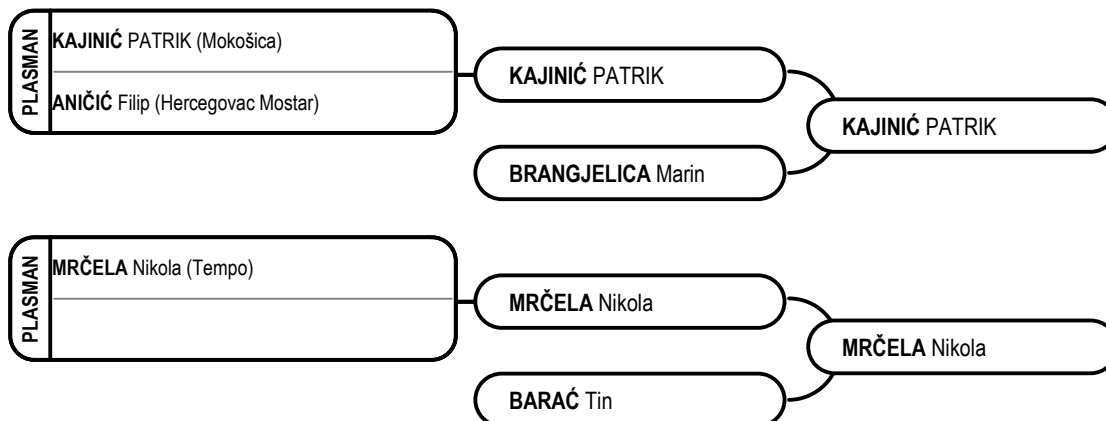 PLASMAN
KAJINIĆ PATRIK (Mokošica)
ANIČIĆ Filip (Hercegovac Mostar)
KAJINIĆ PATRIK
BRANGJELICA Marin
KAJINIĆ PATRIK
PLASMAN
MRČELA Nikola (Tempo)
MRČELA Nikola
BARAĆ Tin
MRČELA Nikola